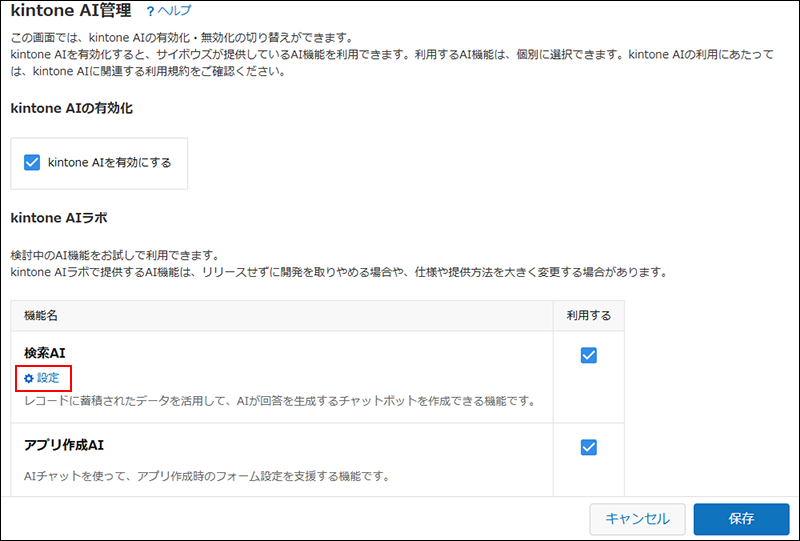 kintone AI管理 ? ヘルプ
この画面では、kintone AIの有効化・無効化の切り替えができます。
kintone AIを有効化すると、サイボウズが提供しているAI機能を利用できます。利用するAI機能は、個別に選択できます。kintone AIの利用にあたって
は、kintone AIに関連する利用規約をご確認ください。
kintone AIの有効化
kintone AIを有効にする
kintone AIラボ
検討中のAI機能をお試しで利用できます。
kintone AIラボで提供するAI機能は、リリースせずに開発を取りやめる場合や、仕様や提供方法を大きく変更する場合があります。
機能名 利用する
検索AI
設定
レコードに蓄積されたデータを活用して、AIが回答を生成するチャットボットを作成できる機能です。
アプリ作成AI
AIチャットを使って、アプリ作成時のフォーム設定を支援する機能です。
キャンセル 保存